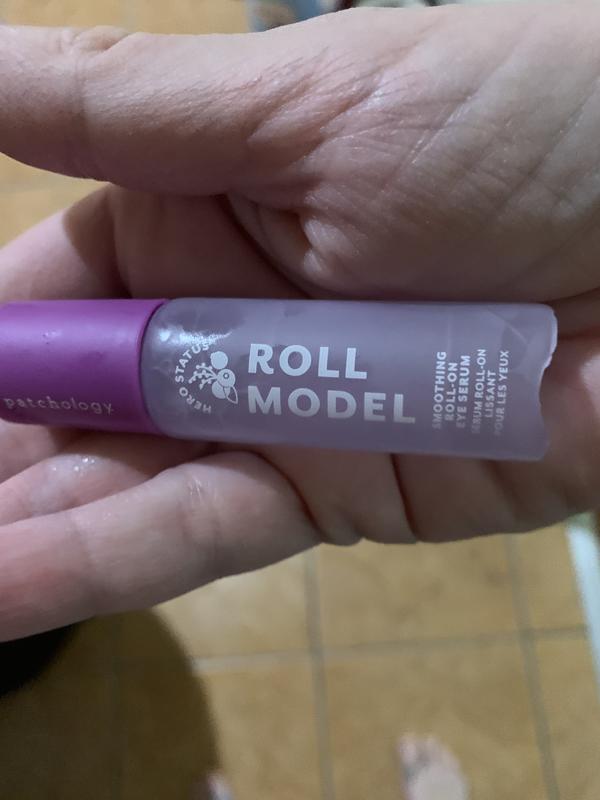 patchology
HERO STATUS
ROLL
MODEL
SMOOTHING
ROLL-ON
EYE SERUM
SÉRUM ROLL-ON
LISSANT
POUR LES YEUX